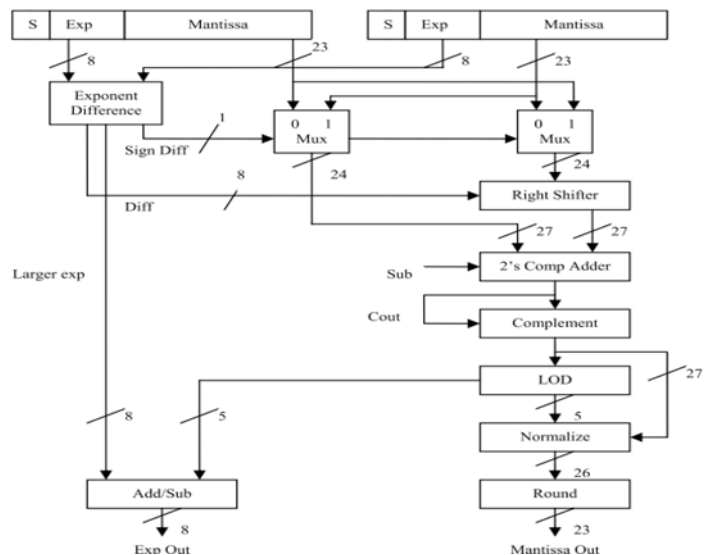 S Exp Mantissa S Exp Mantissa
8 23 8 23
Exponent
Difference
1
0 1
Mux
0 1
Mux
Sign Diff
24 24
8
Diff
Right Shifter
27 27
Larger exp
Sub
2's Comp Adder
Cout
Complement
27
LOD
8 5 5
Normalize
26
Add/Sub
Round
8 23
Exp Out Mantissa Out